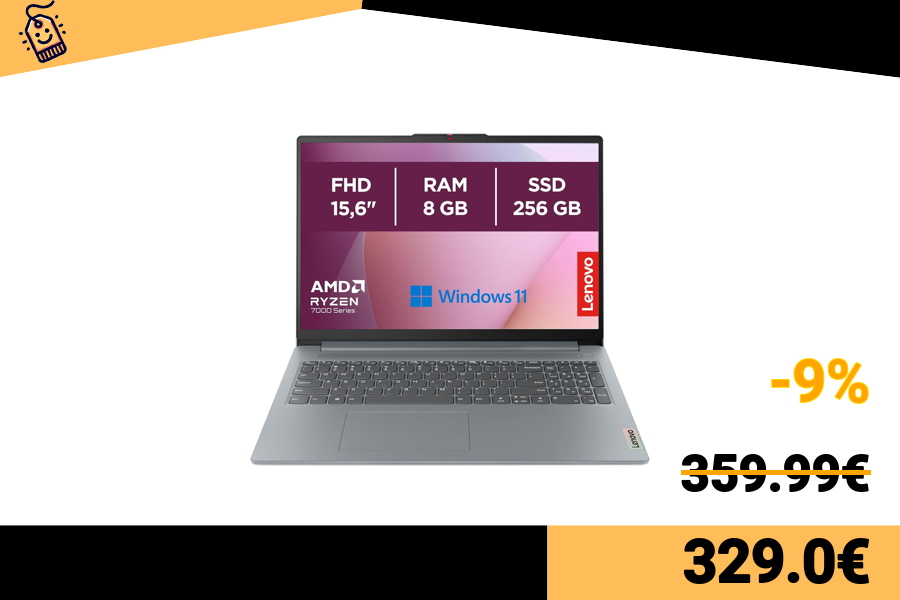 FHD
15,6"
RAM
8 GB
SSD
256 GB
AMD
RYZEN
7000 Series
Windows 11
Lenovo
Lenovo
-9%
359.99€
329.0€